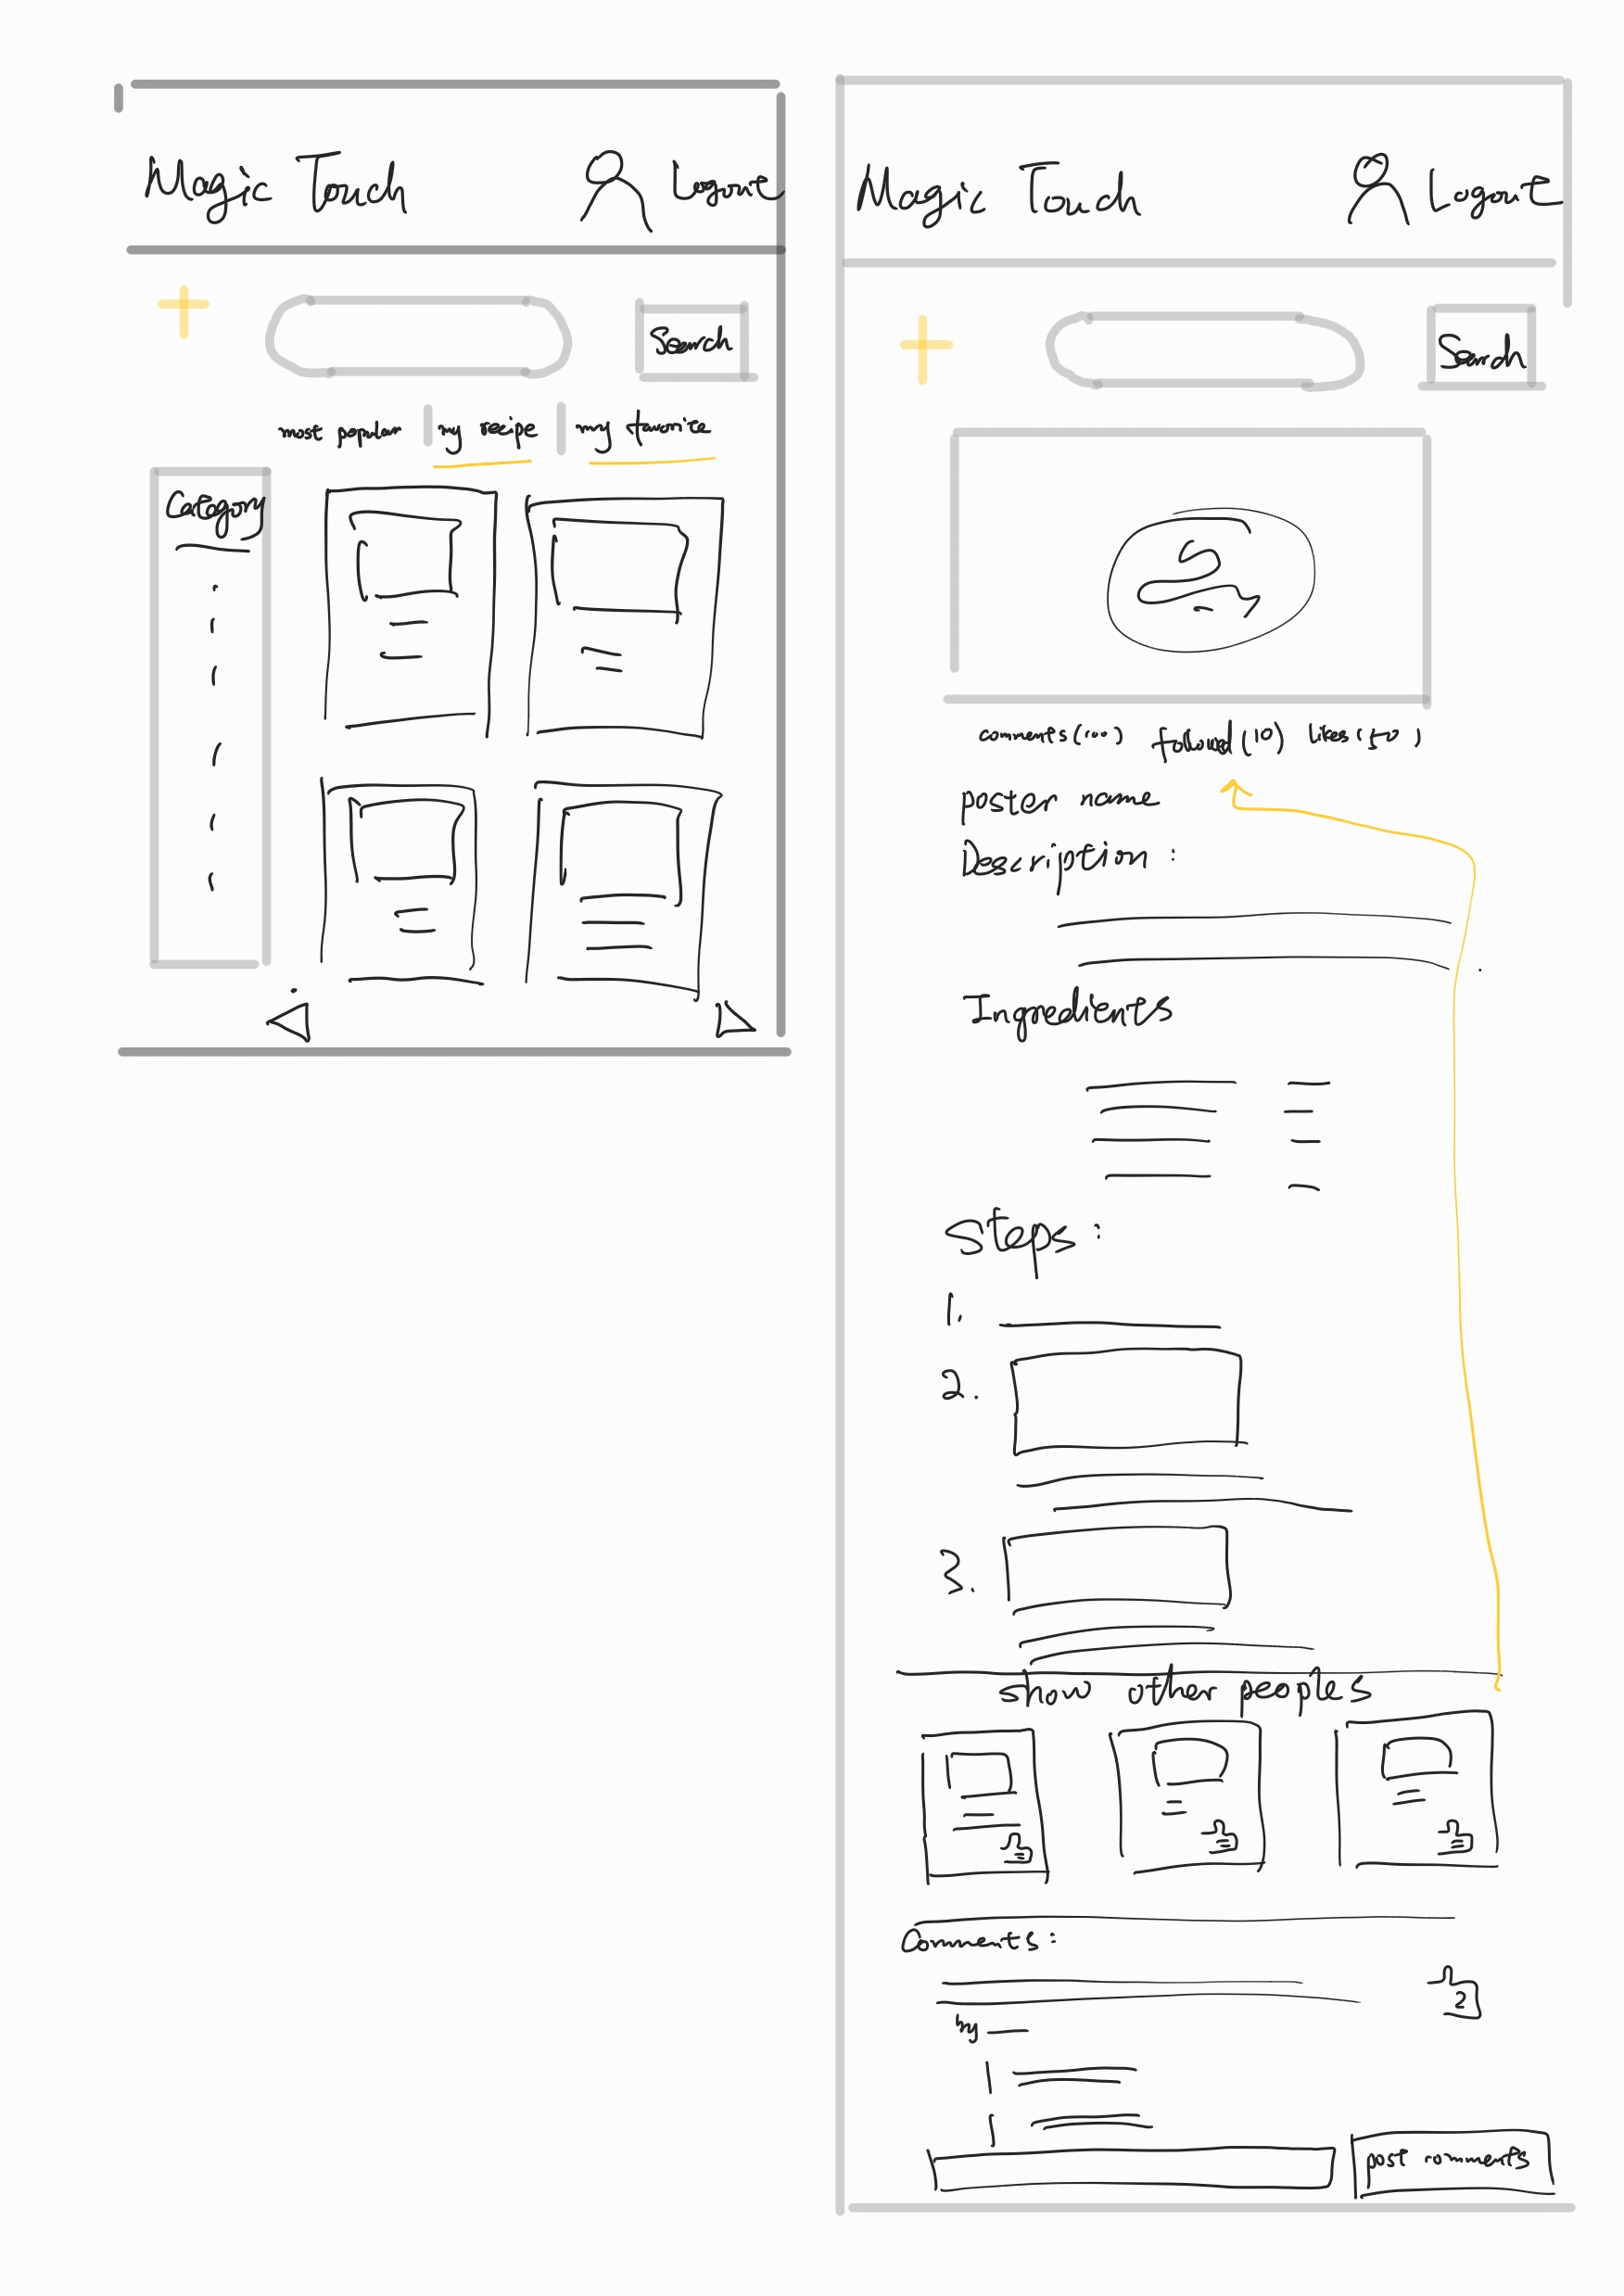 Magic Touch Logout
Search
most popular my recipe my favorite
Category
Magic Touch Logout
Search
comments(100) followed(10) likes(50)
poster name
Description :
Ingredients
Steps :
1.
2.
3.
show other peoples
Comments :
2
by
post comments